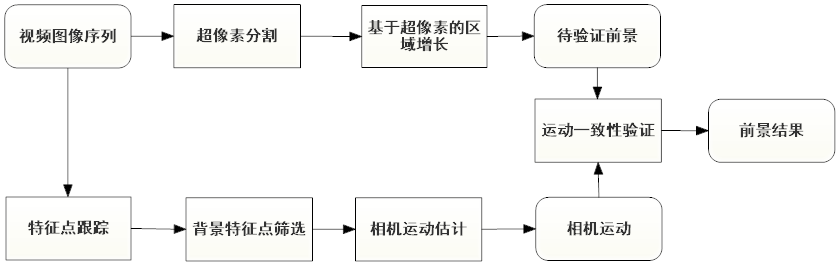 视频图像序列
超像素分割
基于超像素的区
域增长
待验证前景
运动一致性验证
前景结果
特征点跟踪
背景特征点筛选
相机运动估计
相机运动